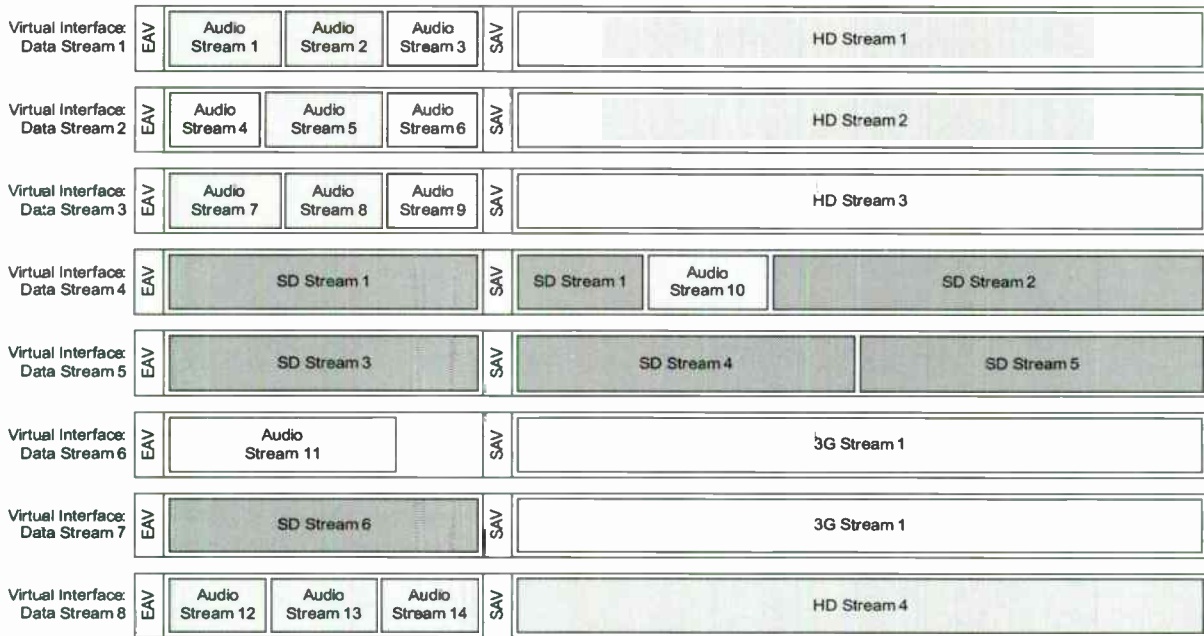 Virtual Interface:
Data Stream 1
EAV
Audio
Stream 1
Audio
Stream 2
Audio
Stream 3
SAV
HD Stream 1
Virtual Interface:
Data Stream 2
EAV
Audio
Stream 4
Audio
Stream 5
Audio
Stream 6
SAV
HD Stream 2
Virtual Interface:
Data Stream 3
EAV
Audio
Stream 7
Audio
Stream 8
Audio
Stream 9
SAV
HD Stream 3
Virtual Interface:
Data Stream 4
EAV
SD Stream 1
SAV
SD Stream 1
Audio
Stream 10
SD Stream 2
Virtual Interface:
Data Stream 5
EAV
SD Stream 3
SAV
SD Stream 4
SD Stream 5
Virtual Interface:
Data Stream 6
EAV
Audio
Stream 11
SAV
3G Stream 1
Virtual Interface:
Data Stream 7
EAV
SD Stream 6
SAV
3G Stream 1
Virtual Interface:
Data Stream 8
EAV
Audio
Stream 12
Audio
Stream 13
Audio
Stream 14
SAV
HD Stream 4